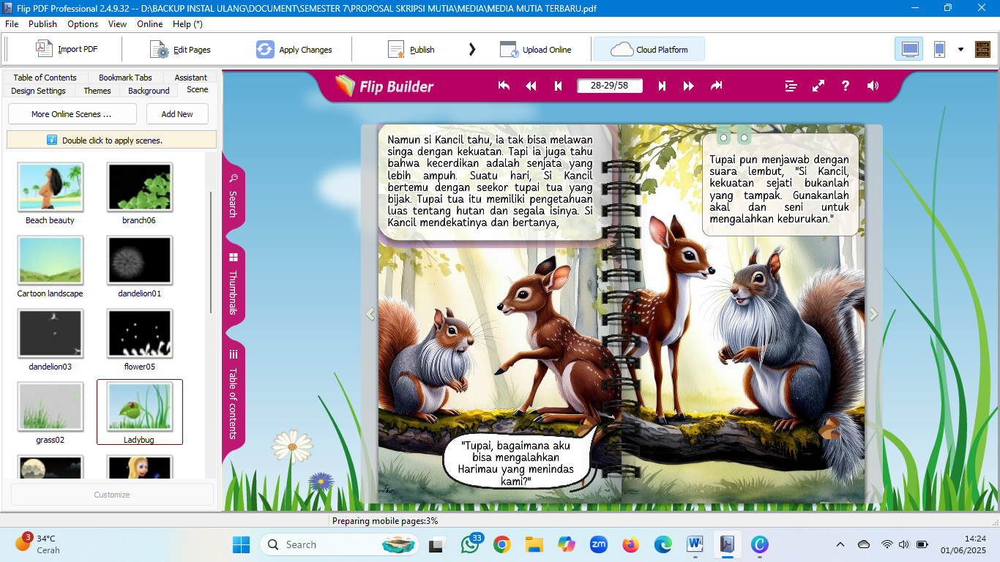 Flip PDF Professional 2.4.9.32 -- D:\BACKUP INSTAL ULANG\DOCUMENT\SEMESTER 7\PROPOSAL SKRIPSI MUTIA\MEDIA\MEDIA MUTIA TERBARU.pdf
File Publish Options View Online Help (*)
Import PDF Edit Pages Apply Changes Publish Upload Online Cloud Platform
Table of Contents Bookmark Tabs Assistant
Design Settings Themes Background Scene
More Online Scenes ... Add New
Double click to apply scenes.
Beach beauty branch06
Cartoon landscape dandelion01
dandelion03 flower05
grass02 Ladybug
Customize
Flip Builder
28-29/58
?
Search
Thumbnails
Table of contents
Namun si Kancil tahu, ia tak bisa melawan
singa dengan kekuatan. Tapi ia juga tahu
bahwa kecerdikan adalah senjata yang
lebih ampuh. Suatu hari, Si Kancil
bertemu dengan seekor tupai tua yang
bijak. Tupai tua itu memiliki pengetahuan
luas tentang hutan dan segala isinya. Si
Kancil mendekatinya dan bertanya,
"Tupai, bagaimana aku
bisa mengalahkan
Harimau yang menindas
kami?"
Tupai pun menjawab dengan
suara lembut, "Si Kancil,
kekuatan sejati bukanlah
yang tampak. Gunakanlah
akal dan seni untuk
mengalahkan keburukan."
Preparing mobile pages:3%
3
34°C
Cerah
Search
33
zm
W
C
14:24
01/06/2025